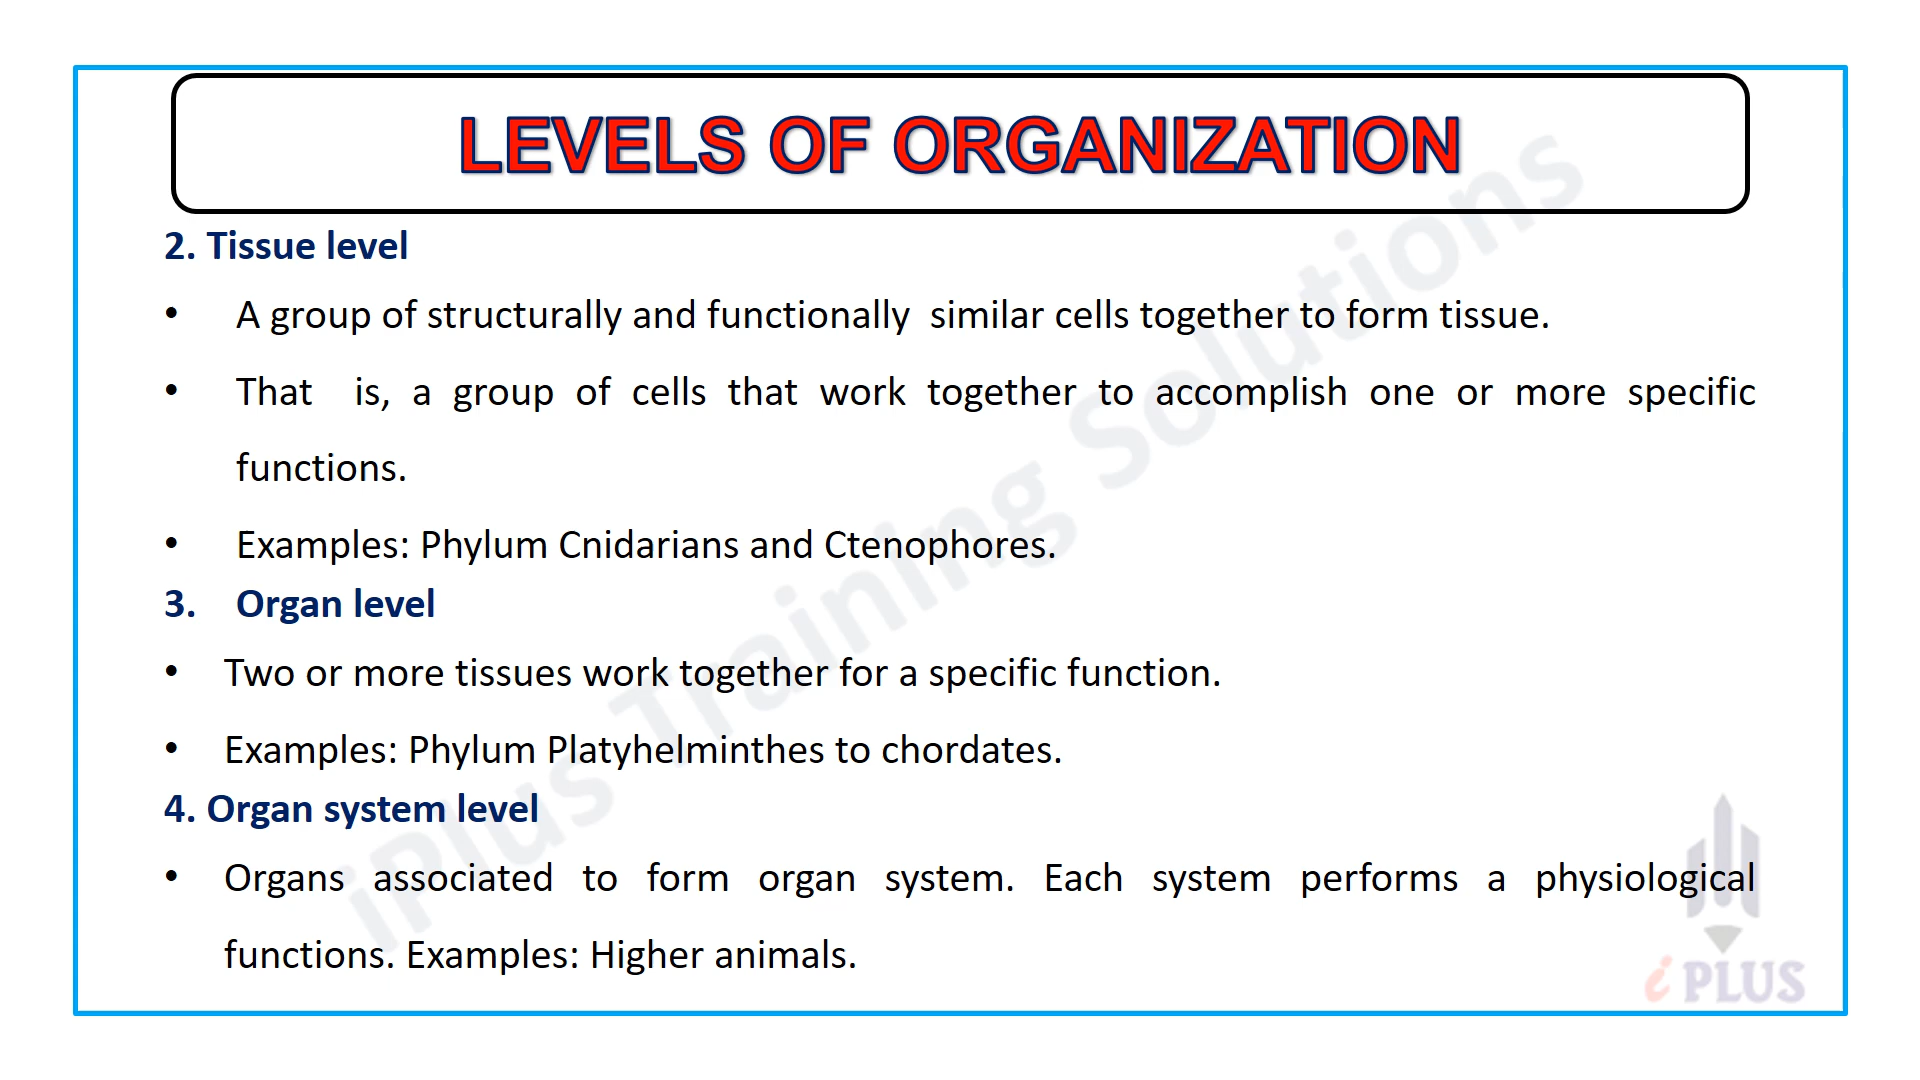 LEVELS OF ORGANIZATION
2. Tissue level
• A group of structurally and functionally  similar cells together to form tissue.
• That  is, a group of cells that work together to accomplish one or more specific
functions.
• Examples: Phylum Cnidarians and Ctenophores.
3. Organ level
• Two or more tissues work together for a specific function.
• Examples: Phylum Platyhelminthes to chordates.
4. Organ system level
• Organs associated to form organ system. Each system performs a physiological
functions. Examples: Higher animals.
iPlus Training Solutions
i PLUS